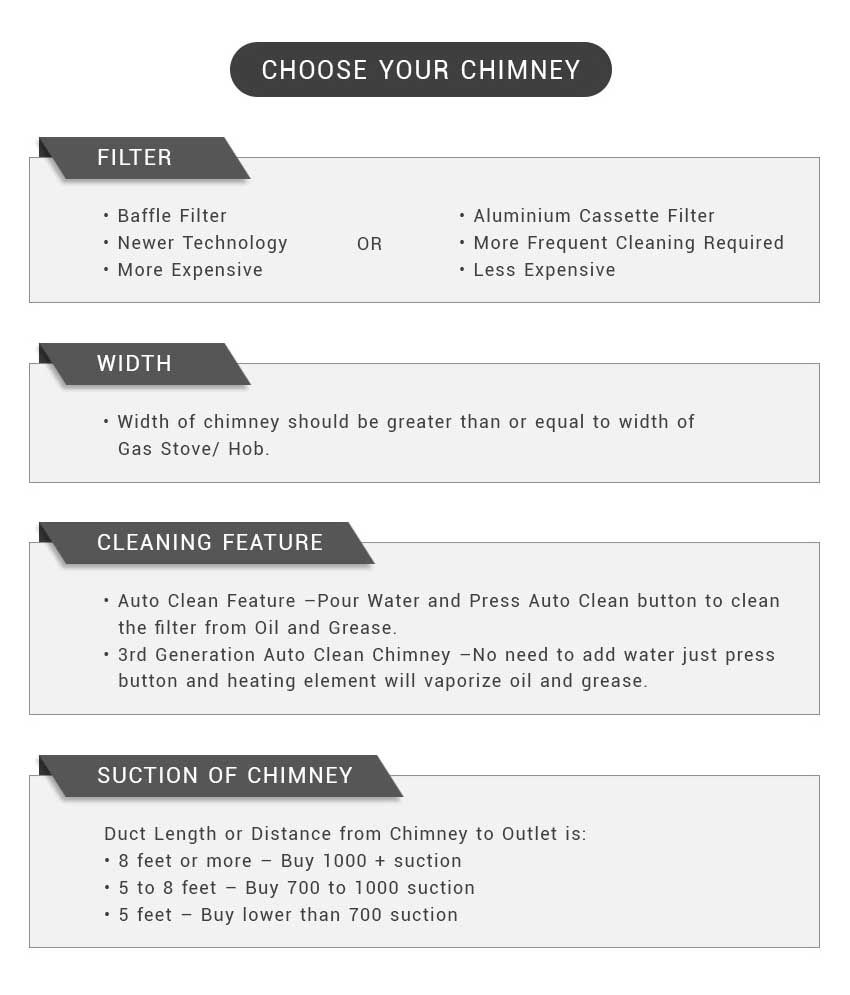 CHOOSE YOUR CHIMNEY
FILTER
• Baffle Filter
• Newer Technology
• More Expensive
OR
• Aluminium Cassette Filter
• More Frequent Cleaning Required
• Less Expensive
WIDTH
• Width of chimney should be greater than or equal to width of
Gas Stove/ Hob.
CLEANING FEATURE
• Auto Clean Feature –Pour Water and Press Auto Clean button to clean
the filter from Oil and Grease.
• 3rd Generation Auto Clean Chimney –No need to add water just press
button and heating element will vaporize oil and grease.
SUCTION OF CHIMNEY
Duct Length or Distance from Chimney to Outlet is:
• 8 feet or more – Buy 1000 + suction
• 5 to 8 feet – Buy 700 to 1000 suction
• 5 feet – Buy lower than 700 suction